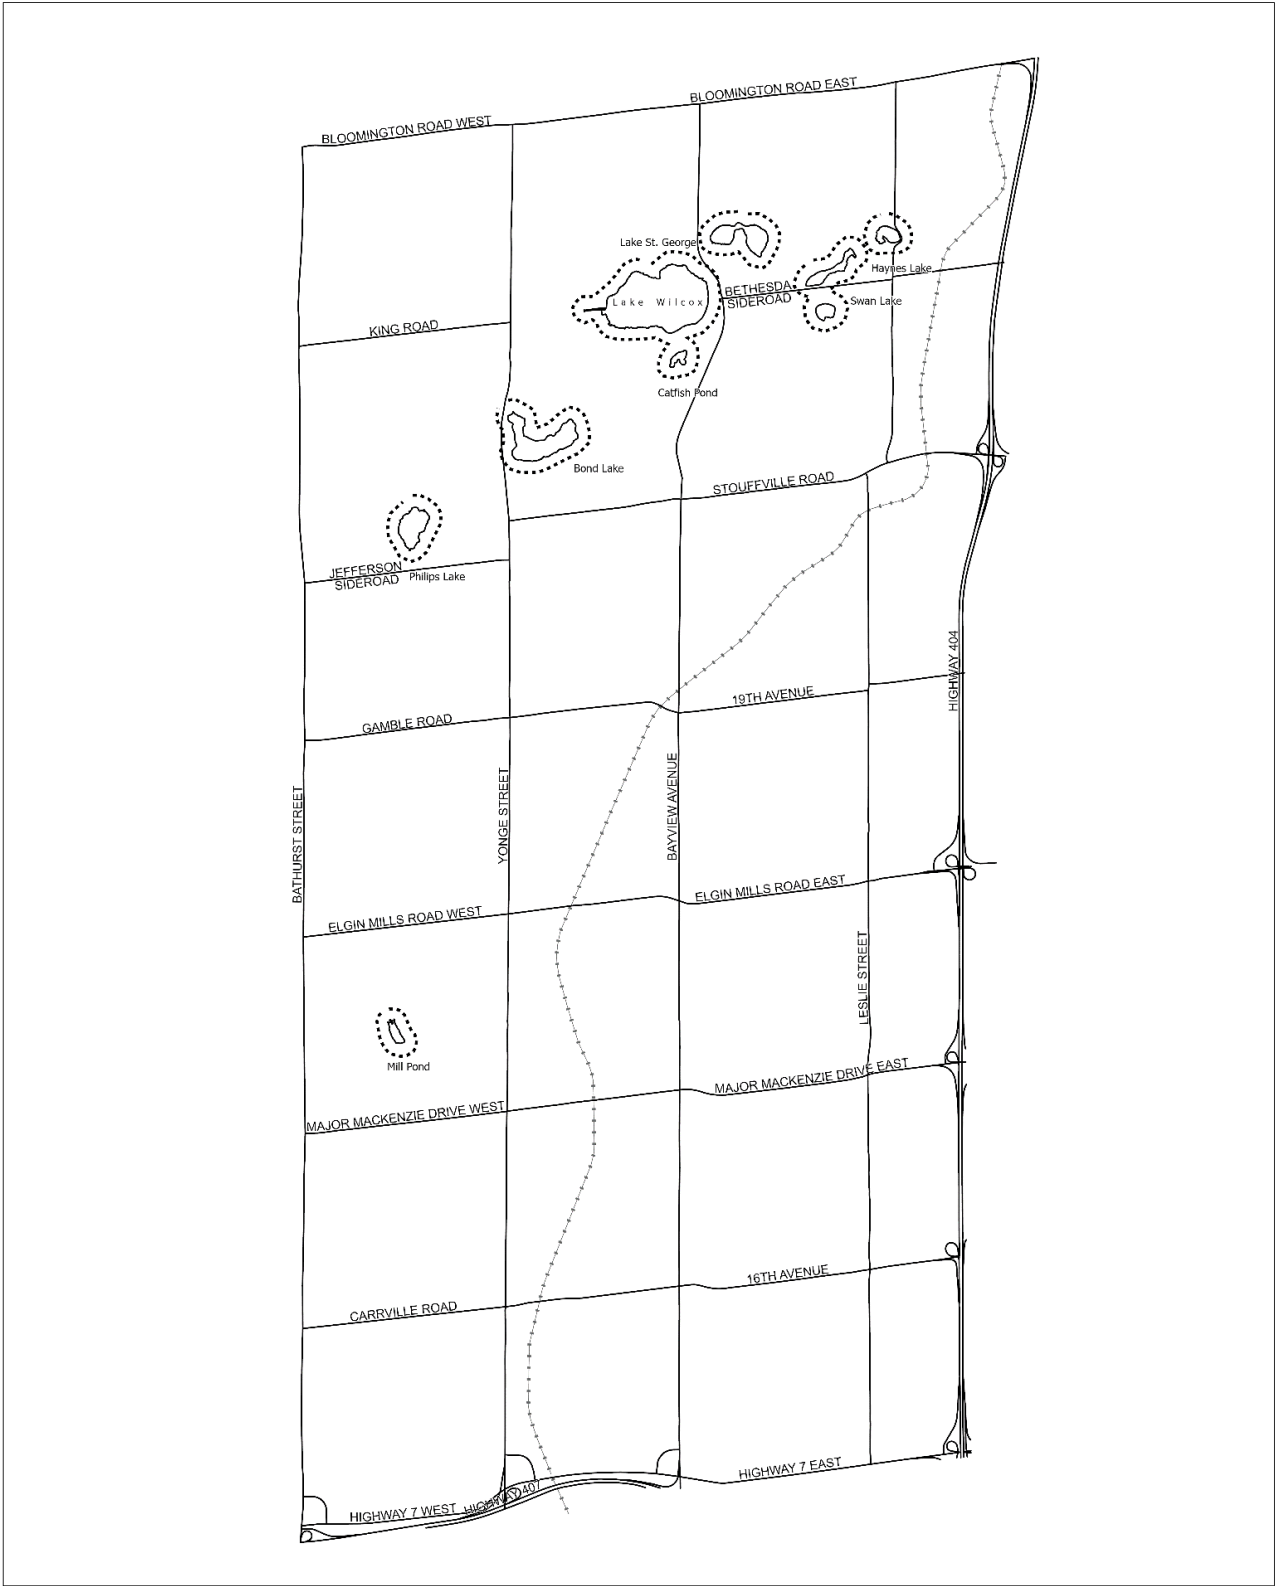 BLOOMINGTON ROAD EAST
BLOOMINGTON ROAD WEST
Lake St. George
Haynes Lake
BETHESDA
SIDEROAD
Swan Lake
Lake Wilcox
KING ROAD
Catfish Pond
Bond Lake
STOUFFVILLE ROAD
JEFFERSON
SIDEROAD
Philips Lake
HIGHWAY 404
19TH AVENUE
GAMBLE ROAD
BATHURST STREET
YONGE STREET
BAYVIEW AVENUE
ELGIN MILLS ROAD EAST
ELGIN MILLS ROAD WEST
LESLIE STREET
Mill Pond
MAJOR MACKENZIE DRIVE EAST
MAJOR MACKENZIE DRIVE WEST
16TH AVENUE
CARRVILLE ROAD
HIGHWAY 7 EAST
HIGHWAY 7 WEST
HIGHWAY 407